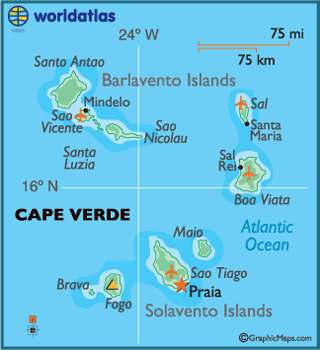 worldatlas
24° W
75 mi
75 km
Santo Antao
Barlavento Islands
Mindelo
Sao
Vicente
Sao
Nicolau
Santa
Luzia
Sal
Santa
Maria
Sal
Rei
16° N
Boa Viata
CAPE VERDE
Atlantic
Ocean
Maio
Sao Tiago
Brava
Fogo
Praia
Solavento Islands
©GraphicMaps.com